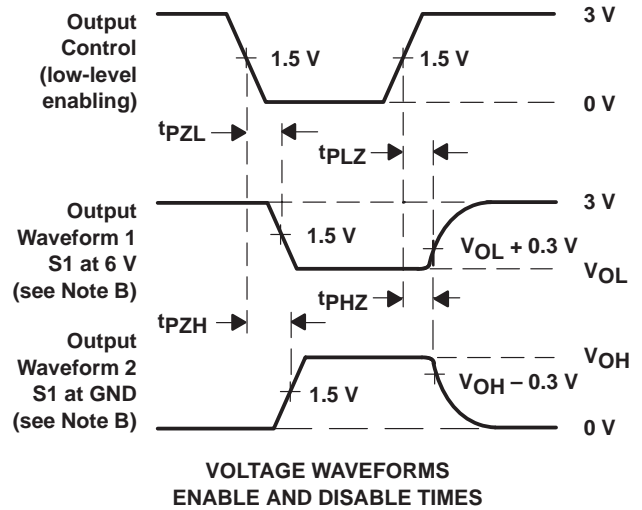 Output
Control
(low-level
enabling)
1.5 V
1.5 V
3 V
0 V
tPZL
tPLZ
Output
Waveform 1
S1 at 6 V
(see Note B)
1.5 V
3 V
VOL + 0.3 V
VOL
tPZH
tPHZ
Output
Waveform 2
S1 at GND
(see Note B)
1.5 V
VOH
VOH − 0.3 V
0 V
VOLTAGE WAVEFORMS
ENABLE AND DISABLE TIMES